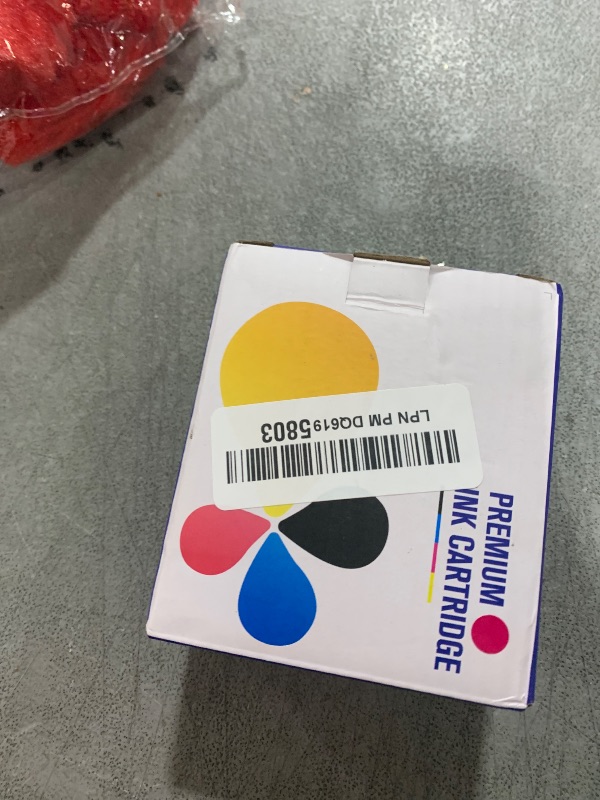 LPN PM DQ6195803
PREMIUM
INK CARTRIDGE